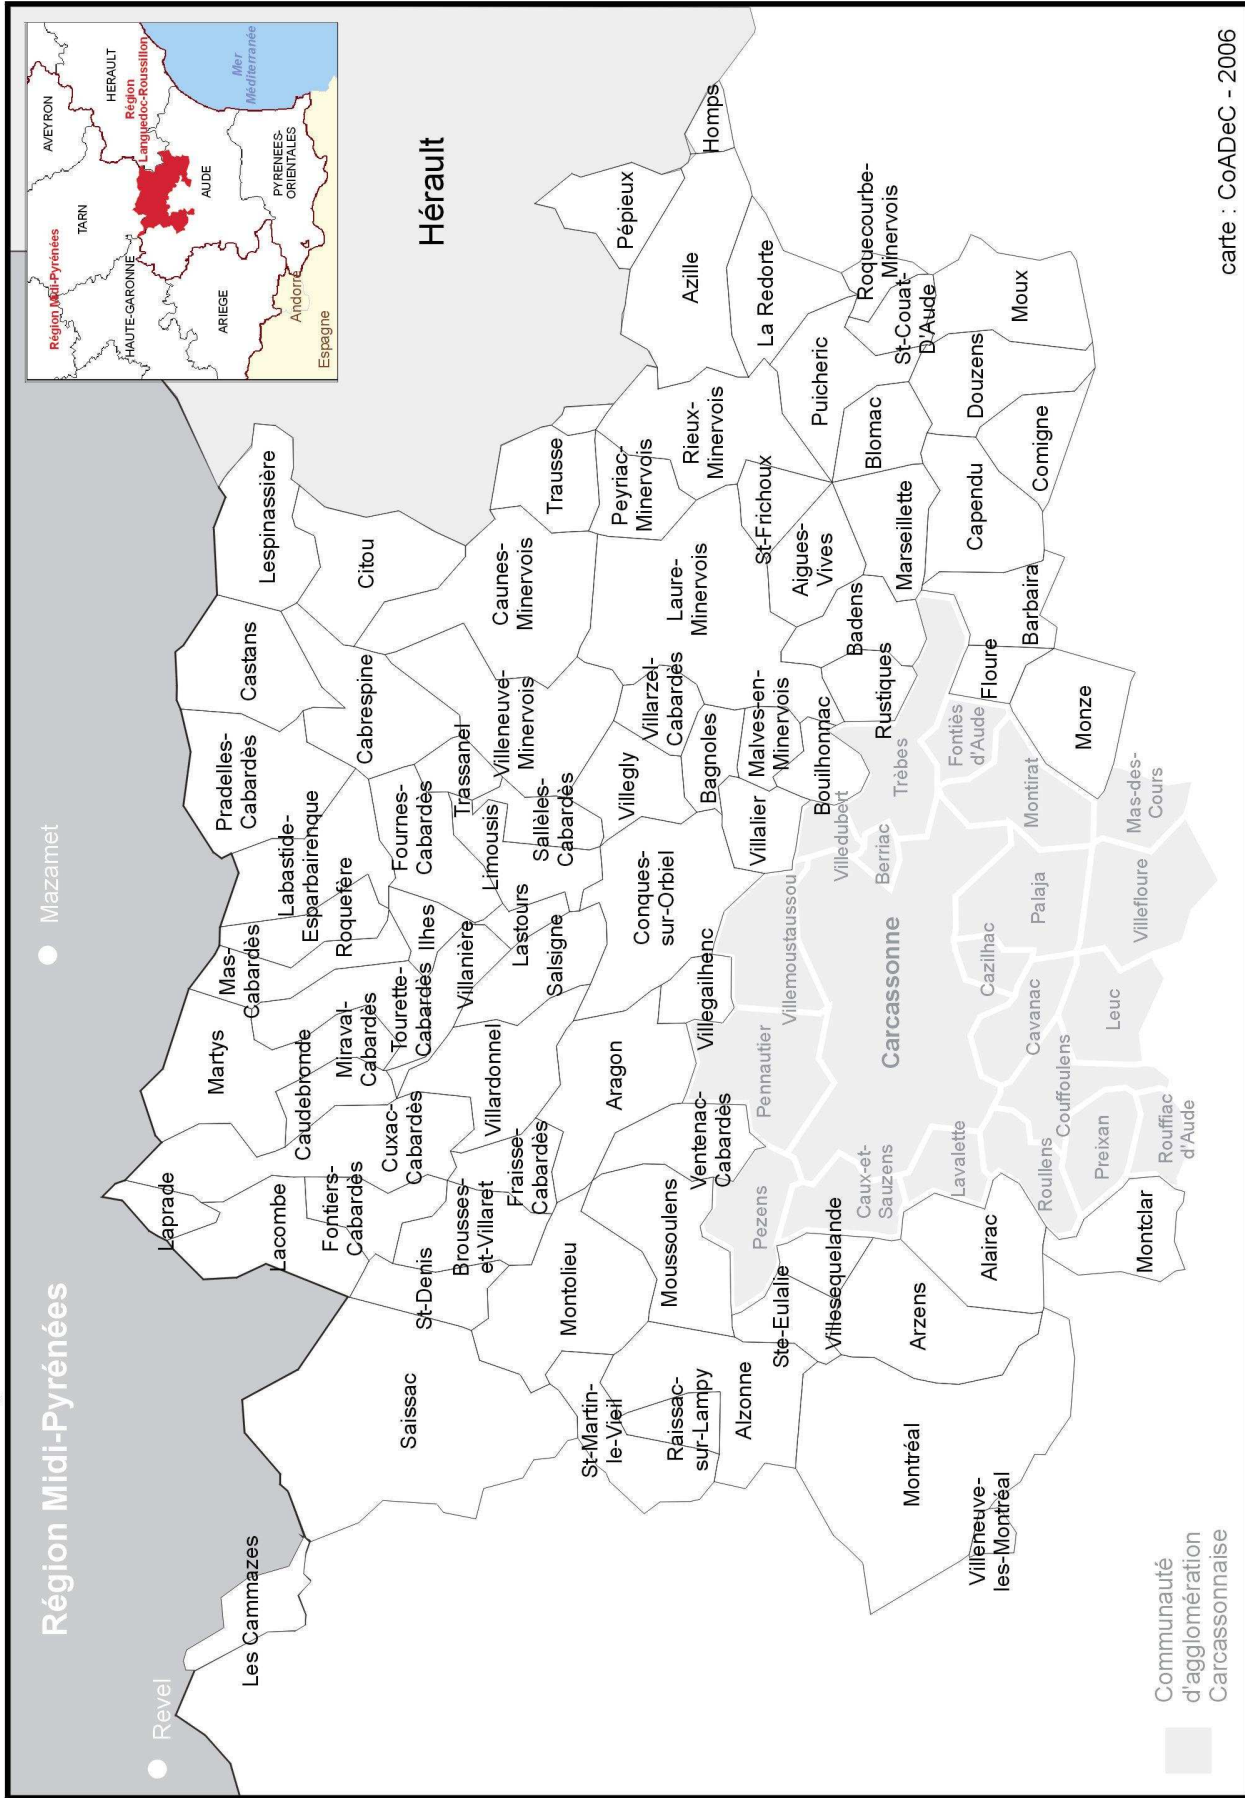 Région Midi-Pyrénées
Revel
Mazamet
Hérault
Région Midi-Pyrénées
AVEYRON
TARN
HERAULT
Région
Languedoc-Roussillon
HAUTE-GARONNE
ARIEGE
AUDE
PYRENEES-
ORIENTALES
Mer
Méditerranée
Andorre
Espagne
Les Cammazes
Laprade
Martys
Mas-
Cabardès
Pradelles-
Cabardès
Castans
Lespinassière
Lacombe
Caudebronde
Labastide-
Esparbairenque
Roquefère
Fontiers-
Cabardès
Miraval-
Cabardès
Cabrespine
Citou
Saissac
St-Denis
Cuxac-
Cabardès
Tourette-
Cabardès
Ilhes
Fournes-
Cabardès
Trassanel
Brousses-
et-Villaret
Fraisse-
Cabardès
Villardonnel
Villanière
Lastours
Limousis
Salsigne
Sallèles-
Cabardès
Villeneuve-
Minervois
Caunes-
Minervois
Trausse
Pépieux
Homps
St-Martin-
le-Vieil
Montolieu
Aragon
Conques-
sur-Orbiel
Villegly
Villarzel-
Cabardès
Laure-
Minervois
Peyriac-
Minervois
Rieux-
Minervois
Azille
La Redorte
Raissac-
sur-Lampy
Moussoulens
Ventenac-
Cabardès
Villegailhenc
Bagnoles
Villalier
Malves-en-
Minervois
Bouilhonnac
St-Frichoux
Aigues-
Vives
Puicheric
Roquecourbe-
Minervois
St-Couat-
D'Aude
Alzonne
Ste-Eulalie
Villesequelande
Pezens
Pennautier
Villemoustaussou
Villedubert
Berriac
Trèbes
Rustiques
Badens
Marseillette
Blomac
Montréal
Villeneuve-
les-Montréal
Arzens
Alairac
Caux-et-
Sauzens
Lavalette
Carcassonne
Cazilhac
Cavanac
Couffoulens
Roullens
Preixan
Rouffiac
d'Aude
Leuc
Palaja
Villefloure
Montirat
Mas-des-
Cours
Fontiès
d'Aude
Floure
Barbaira
Monze
Capendu
Comigne
Douzens
Moux
Montclar
Communauté
d'agglomération
Carcassonnaise
carte : CoADeC - 2006